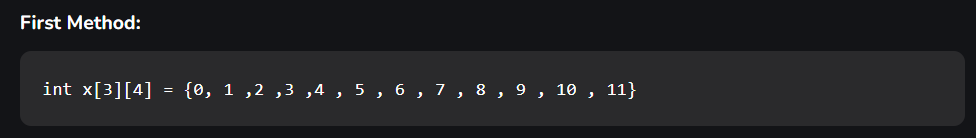 First Method:
int x[3][4] = {0, 1 ,2 ,3 ,4 , 5 , 6 , 7 , 8 , 9 , 10 , 11}